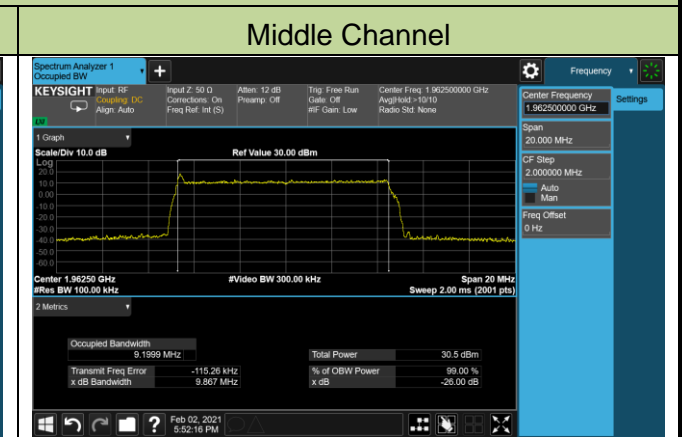 Middle Channel
Spectrum Analyzer 1
Occupied BW
Frequency
KEYSIGHT
Input: RF
Coupling: DC
Align: Auto
Input Z: 50 Ω
Corrections: On
Freq Ref: Int (S)
Atten: 12 dB
Preamp: Off
Trig: Free Run
Gate: Off
#IF Gain: Low
Center Freq: 1.962500000 GHz
Avg|Hold:>10/10
Radio Std: None
Center Frequency
1.962500000 GHz
Settings
Span
20.000 MHz
CF Step
2.000000 MHz
Auto
Man
Freq Offset
0 Hz
1 Graph
Scale/Div 10.0 dB
Ref Value 30.00 dBm
Log
20.0
10.0
0.00
-10.0
-20.0
-30.0
-40.0
-50.0
-60.0
Center 1.96250 GHz
#Video BW 300.00 kHz
Span 20 MHz
#Res BW 100.00 kHz
Sweep 2.00 ms (2001 pts)
2 Metrics
Occupied Bandwidth
9.1999 MHz
Total Power
30.5 dBm
Transmit Freq Error
-115.26 kHz
% of OBW Power
99.00 %
x dB Bandwidth
9.867 MHz
x dB
-26.00 dB
?
Feb 02, 2021
5:52:16 PM